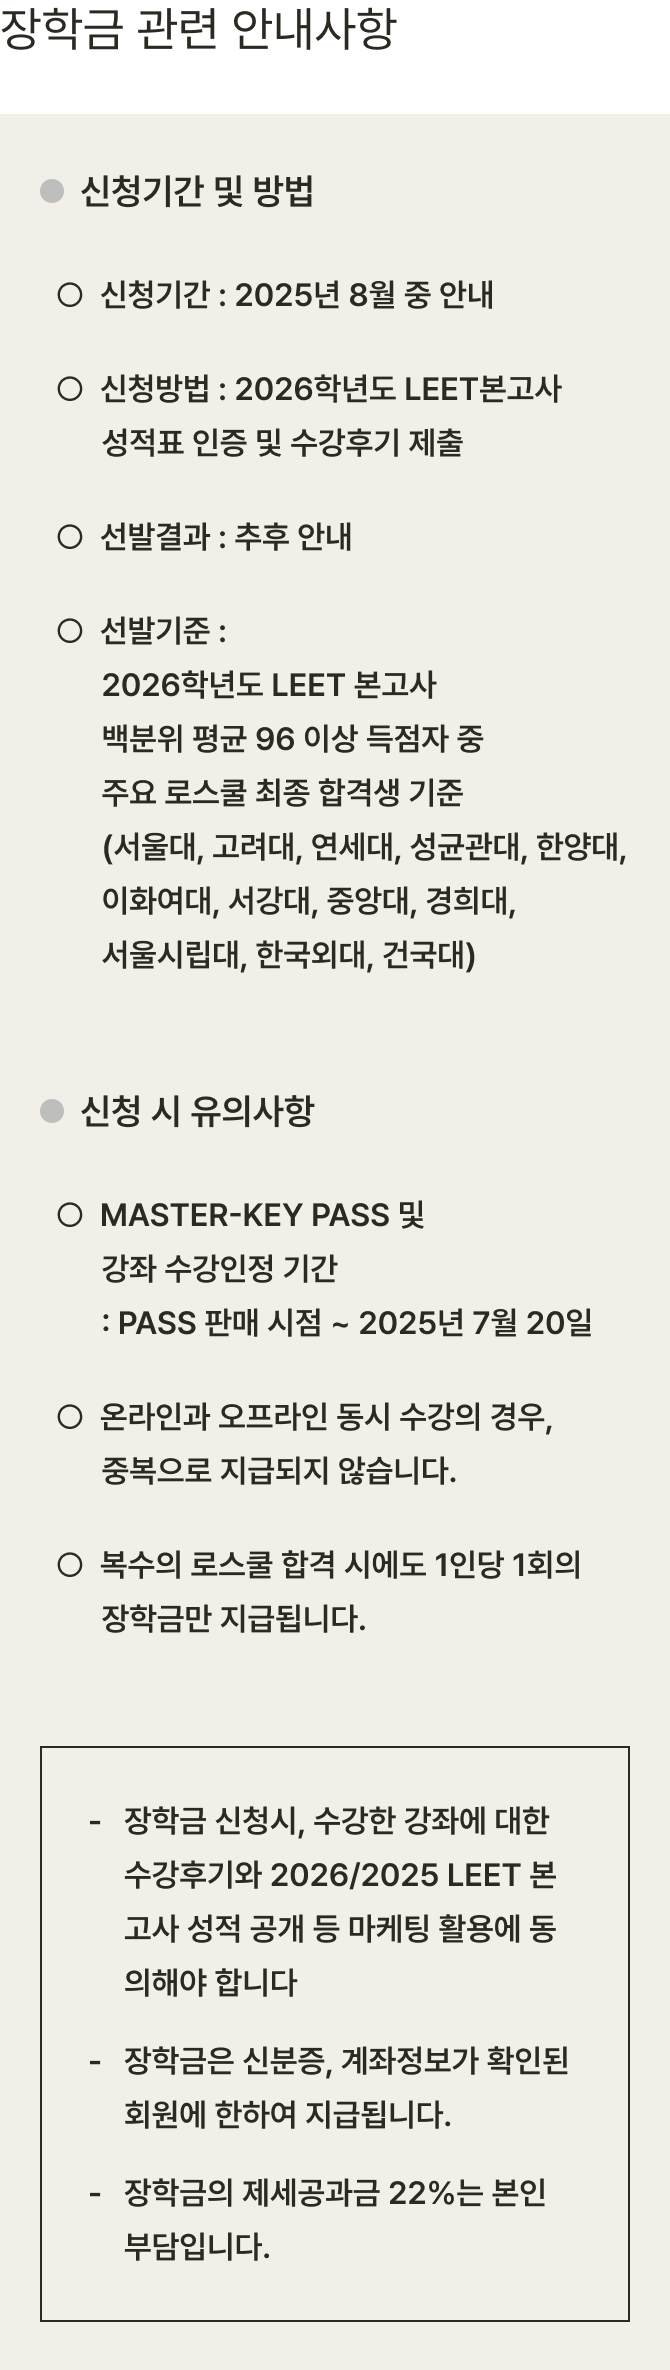 장학금 관련 안내사항
● 신청기간 및 방법
○ 신청기간 : 2025년 8월 중 안내
○ 신청방법 : 2026학년도 LEET본고사
성적표 인증 및 수강후기 제출
○ 선발결과 : 추후 안내
○ 선발기준 :
2026학년도 LEET 본고사
백분위 평균 96 이상 득점자 중
주요 로스쿨 최종 합격생 기준
(서울대, 고려대, 연세대, 성균관대, 한양대,
이화여대, 서강대, 중앙대, 경희대,
서울시립대, 한국외대, 건국대)
● 신청 시 유의사항
○ MASTER-KEY PASS 및
강좌 수강인정 기간
: PASS 판매 시점 ~ 2025년 7월 20일
○ 온라인과 오프라인 동시 수강의 경우,
중복으로 지급되지 않습니다.
○ 복수의 로스쿨 합격 시에도 1인당 1회의
장학금만 지급됩니다.
- 장학금 신청시, 수강한 강좌에 대한
수강후기와 2026/2025 LEET 본
고사 성적 공개 등 마케팅 활용에 동
의해야 합니다
- 장학금은 신분증, 계좌정보가 확인된
회원에 한하여 지급됩니다.
- 장학금의 제세공과금 22%는 본인
부담입니다.